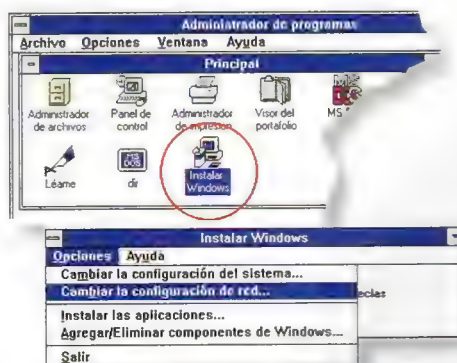 Administrador de programas
Archivo Opciones Ventana Ayuda
Principal
Administrador de archivos
Panel de control
Administrador de impresión
Visor del portafolio
MS
Léame
MS DOS
dir
Instalar Windows
Instalar Windows
Opciones Ayuda
Cambiar la configuración del sistema...
Cambiar la configuración de red...
Instalar las aplicaciones...
Agregar/Eliminar componentes de Windows...
Salir